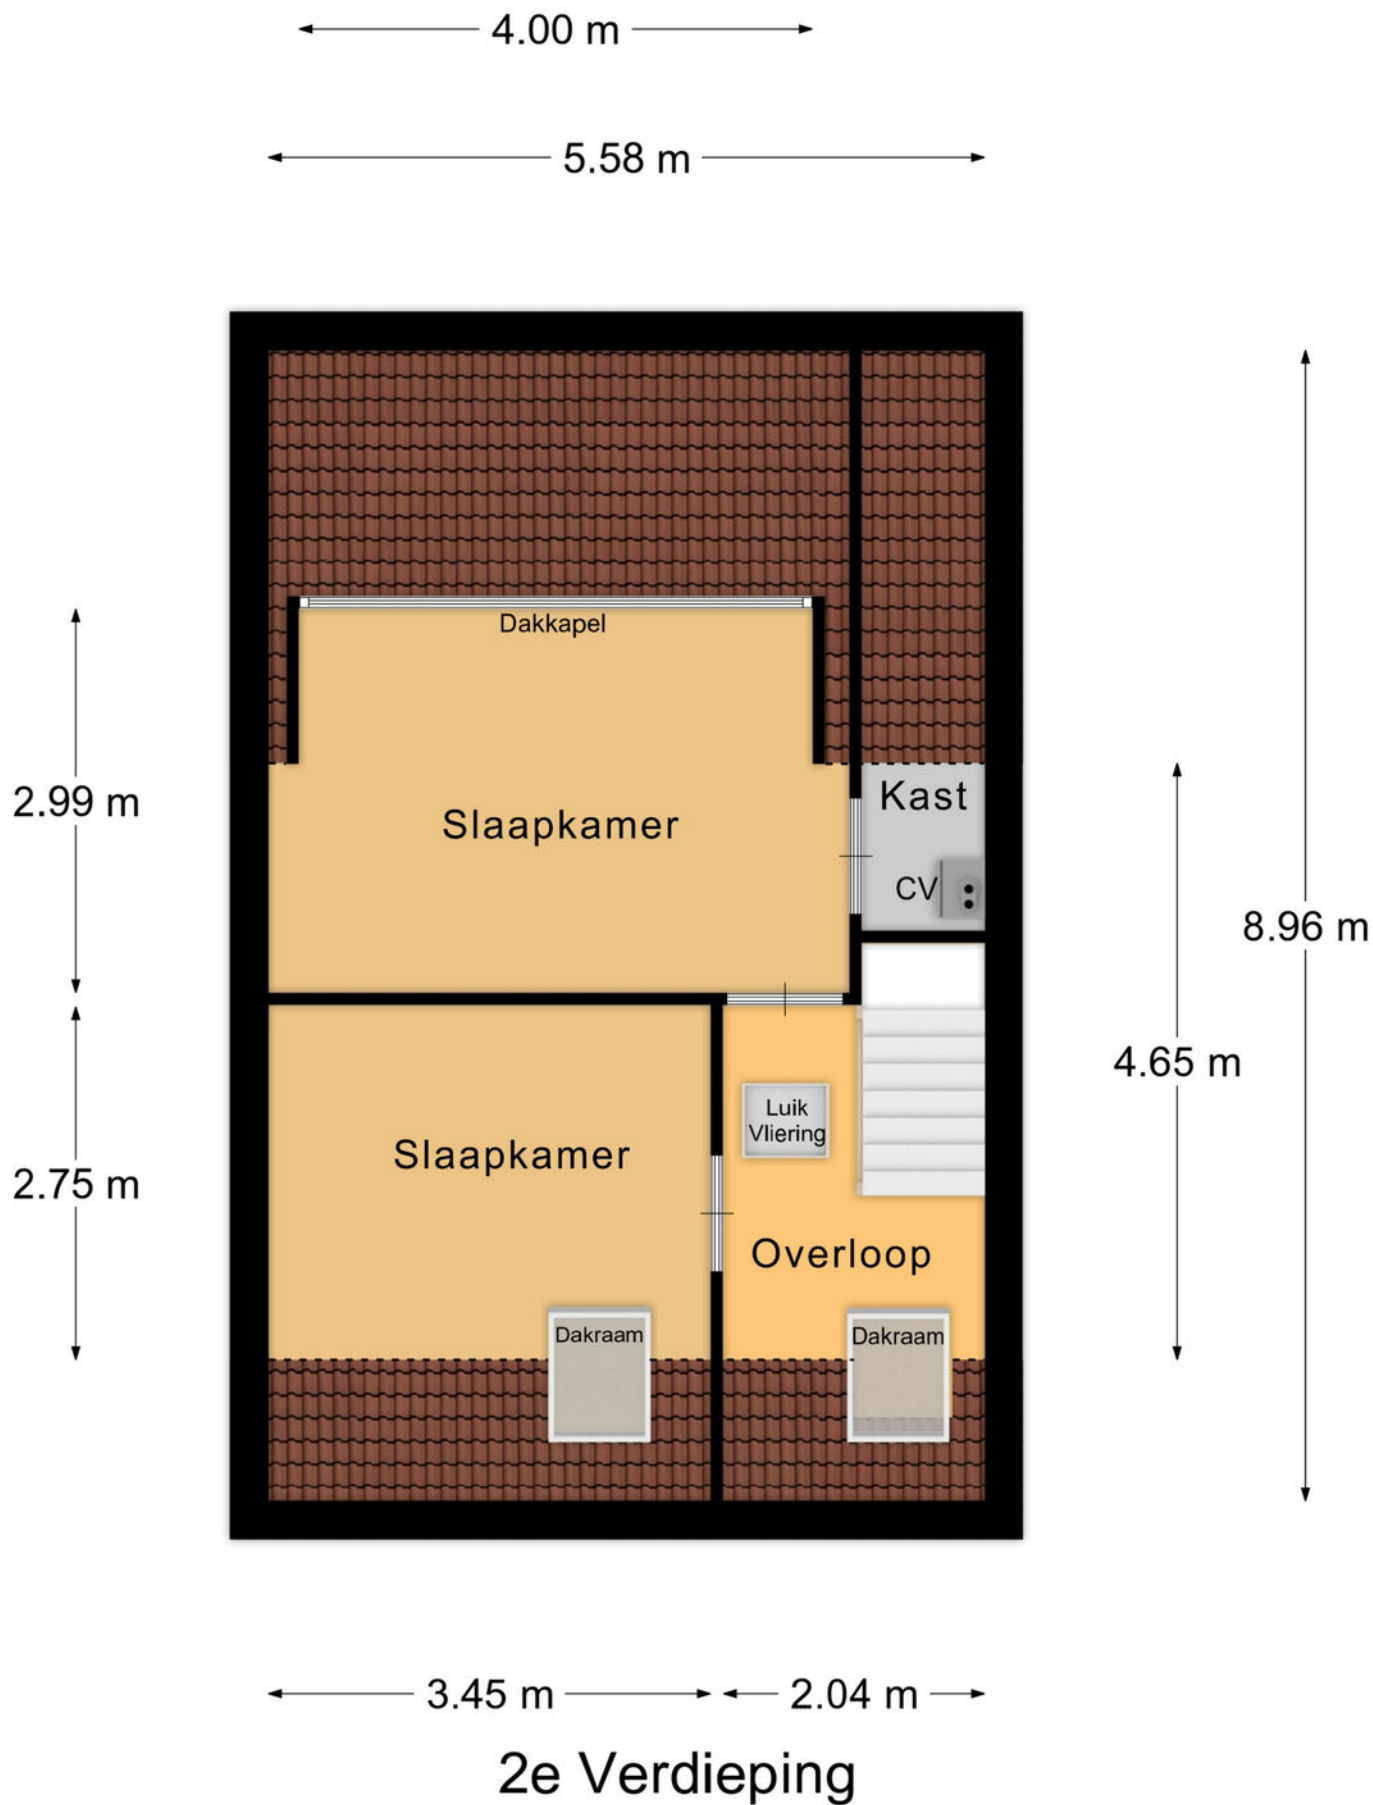 4.00 m
5.58 m
Dakkapel
Kast
2.99 m
Slaapkamer
CV
8.96 m
4.65 m
Luik
Vliering
Slaapkamer
2.75 m
Overloop
Dakraam
Dakraam
3.45 m
2.04 m
2e Verdieping